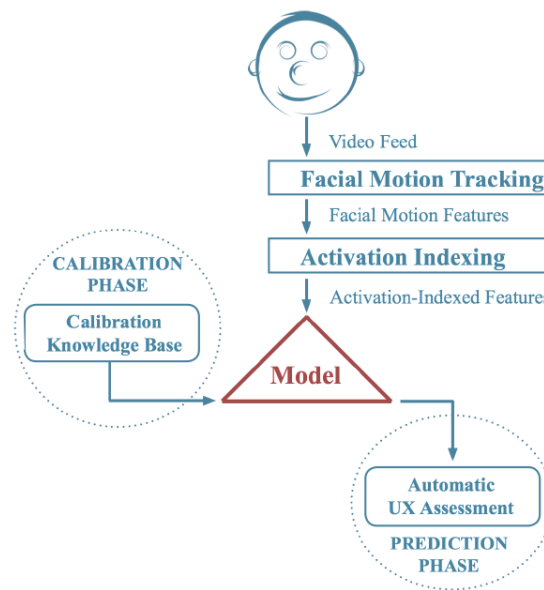 Video Feed
Facial Motion Tracking
Facial Motion Features
Activation Indexing
Activation-Indexed Features
CALIBRATION
PHASE
Calibration
Knowledge Base
Model
Automatic
UX Assessment
PREDICTION
PHASE